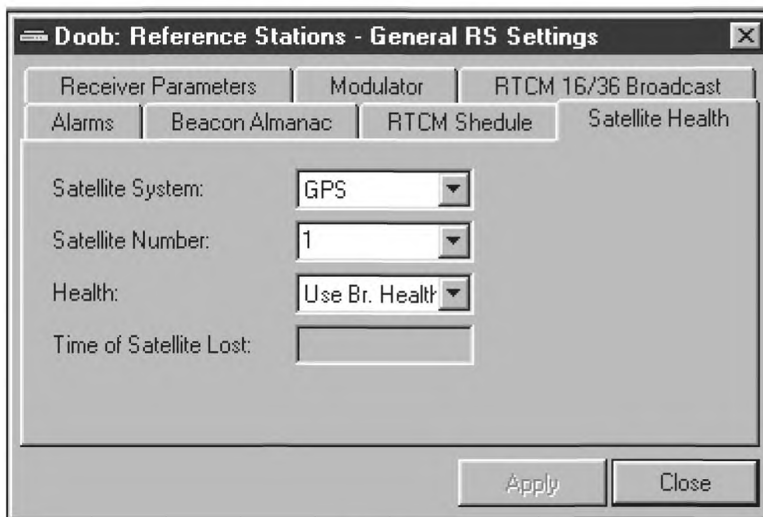 Doob: Reference Stations - General RS Settings
Receiver Parameters Modulator RTCM 16/36 Broadcast
Alarms Beacon Almanac RTCM Shedule Satellite Health
Satellite System: GPS
Satellite Number: 1
Health: Use Br. Health
Time of Satellite Lost:
Apply Close